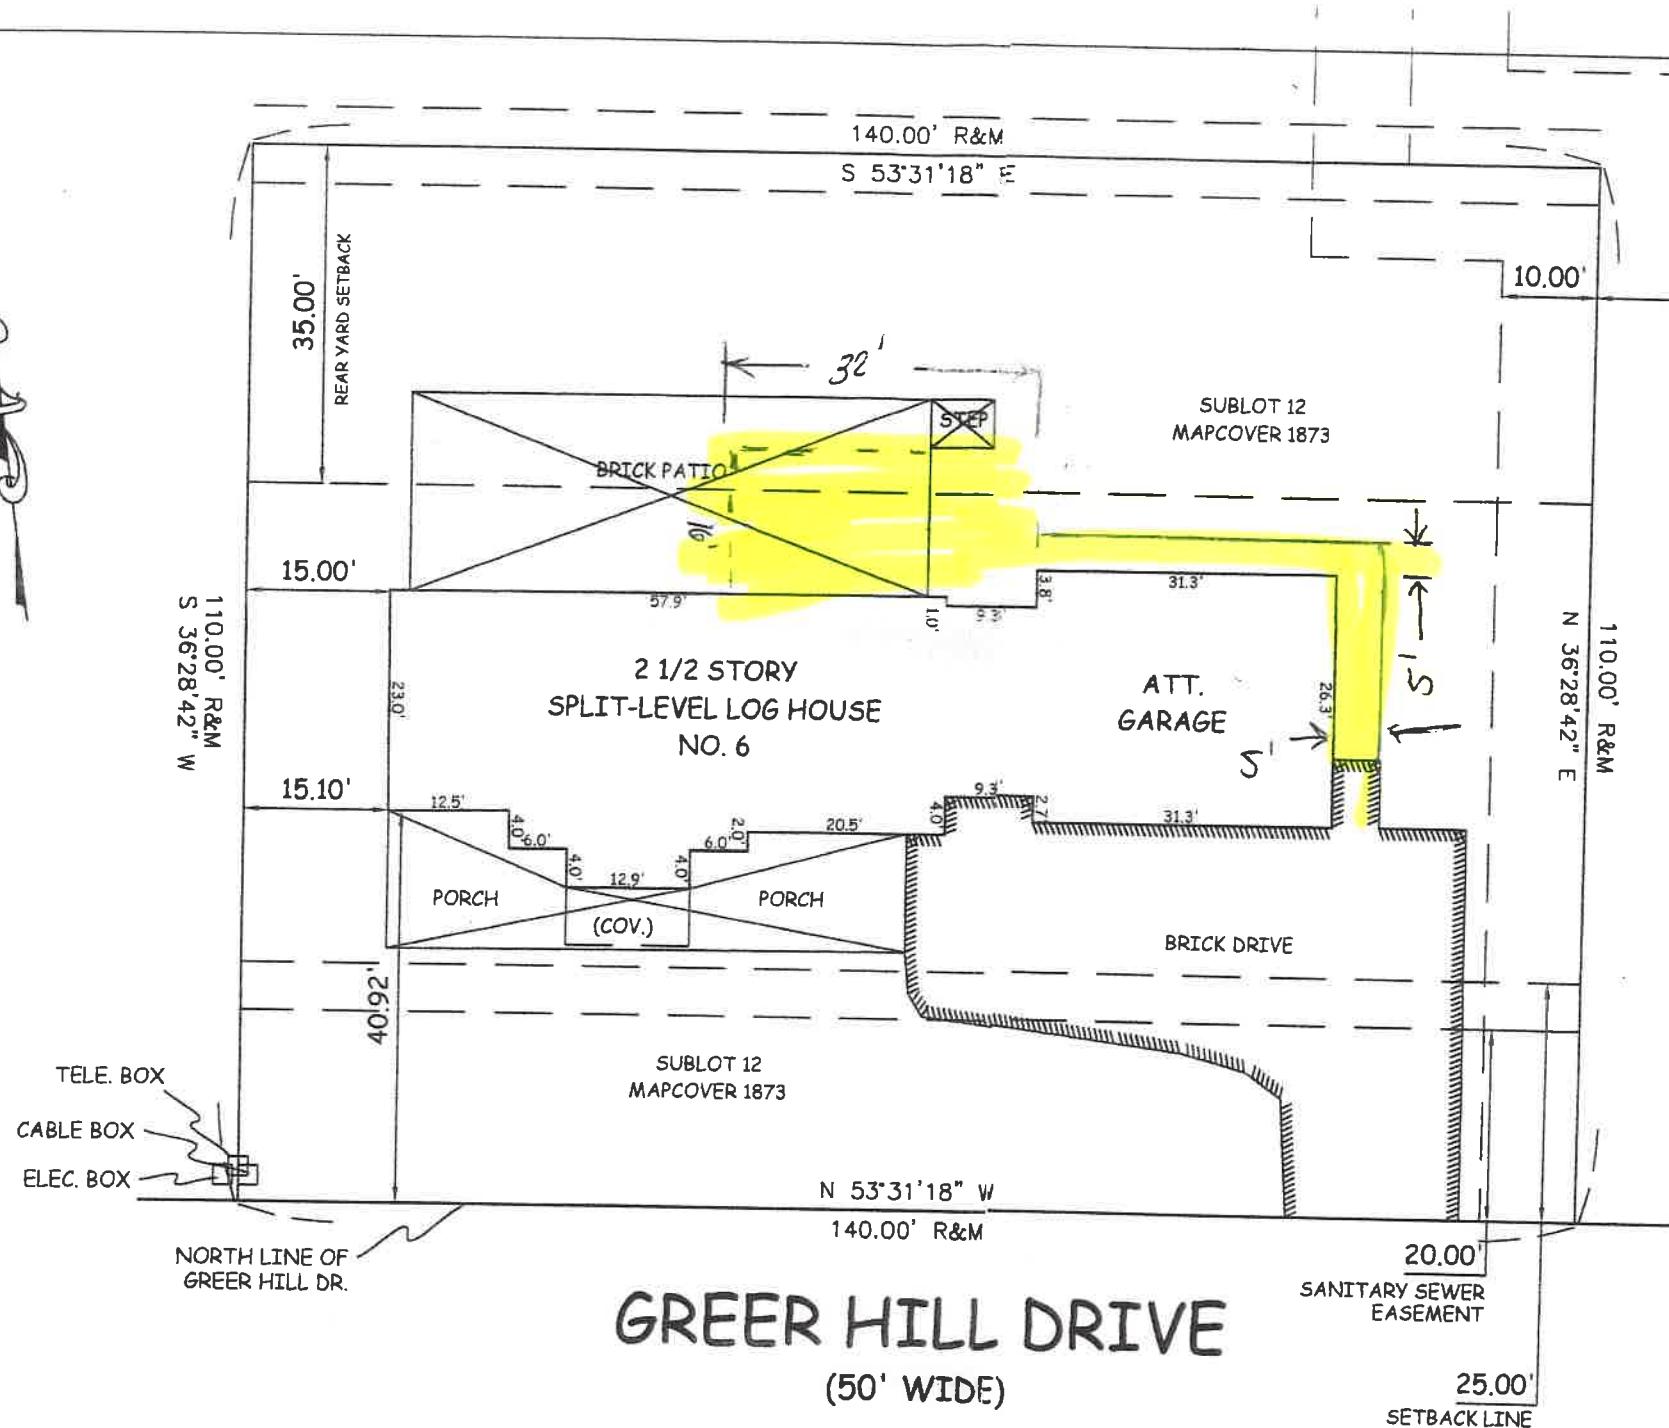 140.00' R&M
S 53°31'18" E
35.00'
REAR YARD SETBACK
10.00'
32'
SUBLOT 12
MAPCOVER 1873
STEP
BRICK PATIO
16'
15.00'
57.9'
1.0'
9.3'
3.8'
31.3'
5'
110.00' R&M
S 36°28'42" W
23.0'
2 1/2 STORY
SPLIT-LEVEL LOG HOUSE
NO. 6
ATT.
GARAGE
26.3'
5'
110.00' R&M
N 36°28'42" E
15.10'
12.5'
4.0'
6.0'
4.0'
12.9'
4.0'
6.0'
2.0'
20.5'
4.0'
9.3'
2.7'
31.3'
PORCH
(COV.)
PORCH
BRICK DRIVE
40.92'
SUBLOT 12
MAPCOVER 1873
TELE. BOX
CABLE BOX
ELEC. BOX
N 53°31'18" W
140.00' R&M
NORTH LINE OF
GREER HILL DR.
20.00'
SANITARY SEWER
EASEMENT
GREER HILL DRIVE
(50' WIDE)
25.00'
SETBACK LINE